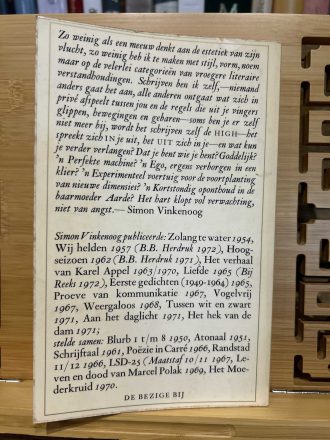 Zo weinig als een meeuw denkt aan de estetiek van zijn
vlucht, zo weinig heb ik te maken met stijl, vorm, noem
maar op de velerlei categorieën van vroegere literaire
verstandhoudingen. Schrijven ben ik zelf,—niemand
anders gaat het aan, alle anderen ontgaat wat zich in
privé afspeelt tussen jou en de regels die uit je vingers
glippen, bewegingen en gebaren—soms ben je er zelf
niet meer bij, wordt het schrijven zelf de HIGH—het
spreekt zich IN je uit, het UIT zich in je—en wat kun
je verder verlangen? Dat je bent wie je bent? Goddelijk?
'n Perfekte machine? 'n Ego, ergens verborgen in een
klier? 'n Experimenteel voertuig voor de voortplanting
van nieuwe dimensies? 'n Kortstondig oponthoud in de
baarmoeder Aarde? Het hart klopt vol verwachting,
niet van angst.— Simon Vinkenoog
Simon Vinkenoog publiceerde: Zolang te water 1954,
Wij helden 1957 (B.B. Herdruk 1972), Hoog-
seizoen 1962 (B.B. Herdruk 1971), Het verhaal
van Karel Appel 1963/1970, Liefde 1965 (Bij
Reeks 1972), Eerste gedichten (1949-1964) 1965,
Proeve van kommunikatie 1967, Vogelvrij
1967, Weergaloos 1968, Tussen wit en zwart
1971, Aan het daglicht 1971, Het hek van de
dam 1971;
stelde samen: Blurb 1 t/m 8 1950, Atonaal 1951,
Schrijftaal 1961, Poëzie in Carré 1966, Randstad
11/12 1966, LSD-25 (Maatstaf 10/11 1967, Le-
ven en dood van Marcel Polak 1969, Het Moe-
derkruid 1970.
DE BEZIGE BIJ